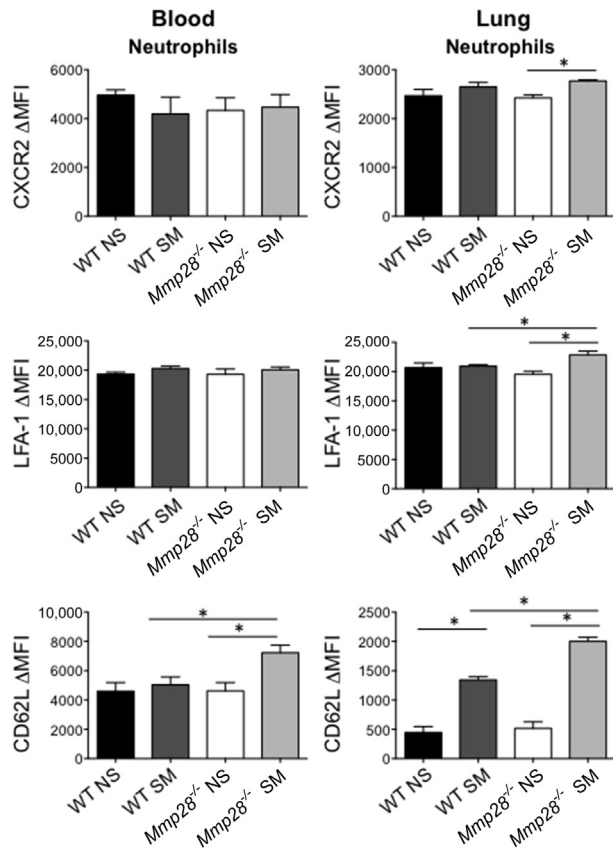 Blood
Neutrophils
CXCR2 ΔMFI
6000
4000
2000
0
WT NS
WT SM
Mmp28-/- NS
Mmp28-/- SM
Lung
Neutrophils
CXCR2 ΔMFI
3000
2000
1000
0
*
WT NS
WT SM
Mmp28-/- NS
Mmp28-/- SM
LFA-1 ΔMFI
25,000
20,000
15,000
10,000
5000
0
WT NS
WT SM
Mmp28-/- NS
Mmp28-/- SM
LFA-1 ΔMFI
25,000
20,000
15,000
10,000
5000
0
*
*
WT NS
WT SM
Mmp28-/- NS
Mmp28-/- SM
CD62L ΔMFI
10,000
8000
6000
4000
2000
0
*
*
WT NS
WT SM
Mmp28-/- NS
Mmp28-/- SM
CD62L ΔMFI
2500
2000
1500
1000
500
0
*
*
*
WT NS
WT SM
Mmp28-/- NS
Mmp28-/- SM